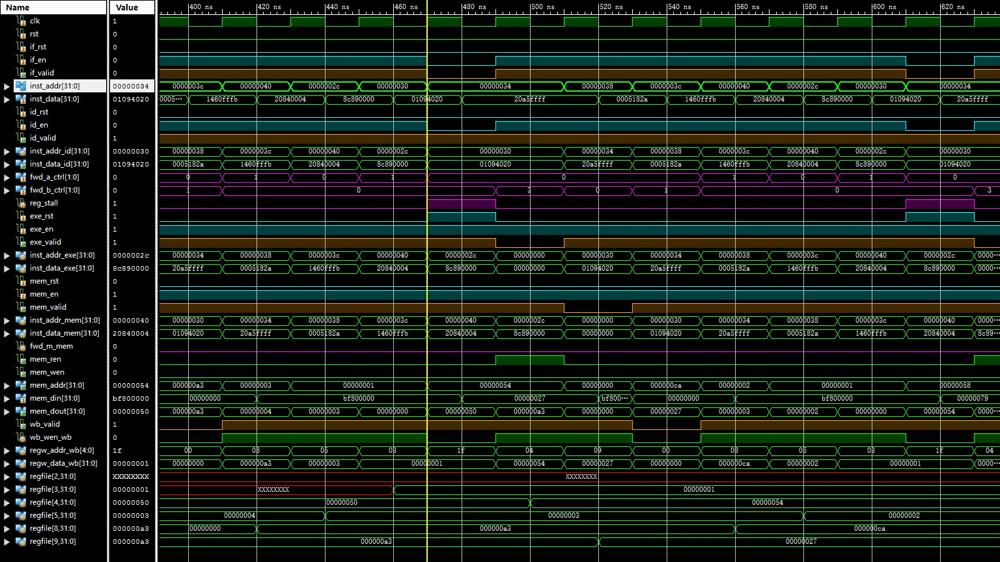 Name Value 400 ns 420 ns 440 ns 460 ns 480 ns 500 ns 520 ns 540 ns 560 ns 580 ns 600 ns 620 ns
clk 1
rst 0
if_rst 0
if_en 0
if_valid 0
inst_addr[31:0] 00000034 0000003c 00000040 0000002c 00000030 00000034 00000038 0000003c 00000040 0000002c 00000030 00000034
inst_data[31:0] 01094020 0005··· 1460fffb 20840004 8c890000 01094020 20a5ffff 0005182a 1460fffb 20840004 8c890000 01094020 20a5ffff
id_rst 0
id_en 0
id_valid 1
inst_addr_id[31:0] 00000030 00000038 0000003c 00000040 0000002c 00000030 00000034 00000038 0000003c 00000040 0000002c 00000030
inst_data_id[31:0] 01094020 0005182a 1460fffb 20840004 8c890000 01094020 20a5ffff 0005182a 1460fffb 20840004 8c890000 01094020
fwd_a_ctrl[1:0] 0 0 1 0 1 0 1 0 1 0
fwd_b_ctrl[1:0] 0 1 0 3 0 1 0 3
reg_stall 1
exe_rst 1
exe_en 1
exe_valid 1
inst_addr_exe[31:0] 0000002c 00000034 00000038 0000003c 00000040 0000002c 00000000 00000030 00000034 00000038 0000003c 00000040 0000002c 0000···
inst_data_exe[31:0] 8c890000 20a5ffff 0005182a 1460fffb 20840004 8c890000 00000000 01094020 20a5ffff 0005182a 1460fffb 20840004 8c890000 0000···
mem_rst 0
mem_en 1
mem_valid 1
inst_addr_mem[31:0] 00000040 00000030 00000034 00000038 0000003c 00000040 0000002c 00000000 00000030 00000034 00000038 0000003c 00000040 0000···
inst_data_mem[31:0] 20840004 01094020 20a5ffff 0005182a 1460fffb 20840004 8c890000 00000000 01094020 20a5ffff 0005182a 1460fffb 20840004 8c89···
fwd_m_mem 0
mem_ren 0
mem_wen 0
mem_addr[31:0] 00000054 000000a3 00000003 00000001 00000054 00000000 000000ca 00000002 00000001 00000058
mem_din[31:0] bf800000 00000000 bf800000 00000027 bf800··· 00000000 bf800000 00000079
mem_dout[31:0] 00000050 000000a3 00000004 00000003 00000000 00000050 000000a3 00000000 00000027 00000003 00000002 00000000 00000054 0000···
wb_valid 1
wb_wen_wb 0
regw_addr_wb[4:0] 1f 00 08 05 03 1f 04 09 00 08 05 03 1f 04
regw_data_wb[31:0] 00000001 00000000 000000a3 00000003 00000001 00000054 00000027 00000000 000000ca 00000002 00000001 0000···
regfile[2,31:0] XXXXXXXX XXXXXXXX
regfile[3,31:0] 00000001 XXXXXXXX 00000001
regfile[4,31:0] 00000050 00000050 00000054
regfile[5,31:0] 00000003 00000004 00000003 00000002
regfile[8,31:0] 000000a3 00000000 000000a3 000000ca
regfile[9,31:0] 000000a3 000000a3 00000027